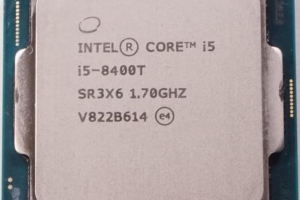 INTEL® CORE™ i5
i5-8400T
SR3X6 1.70GHZ
V822B614 e4